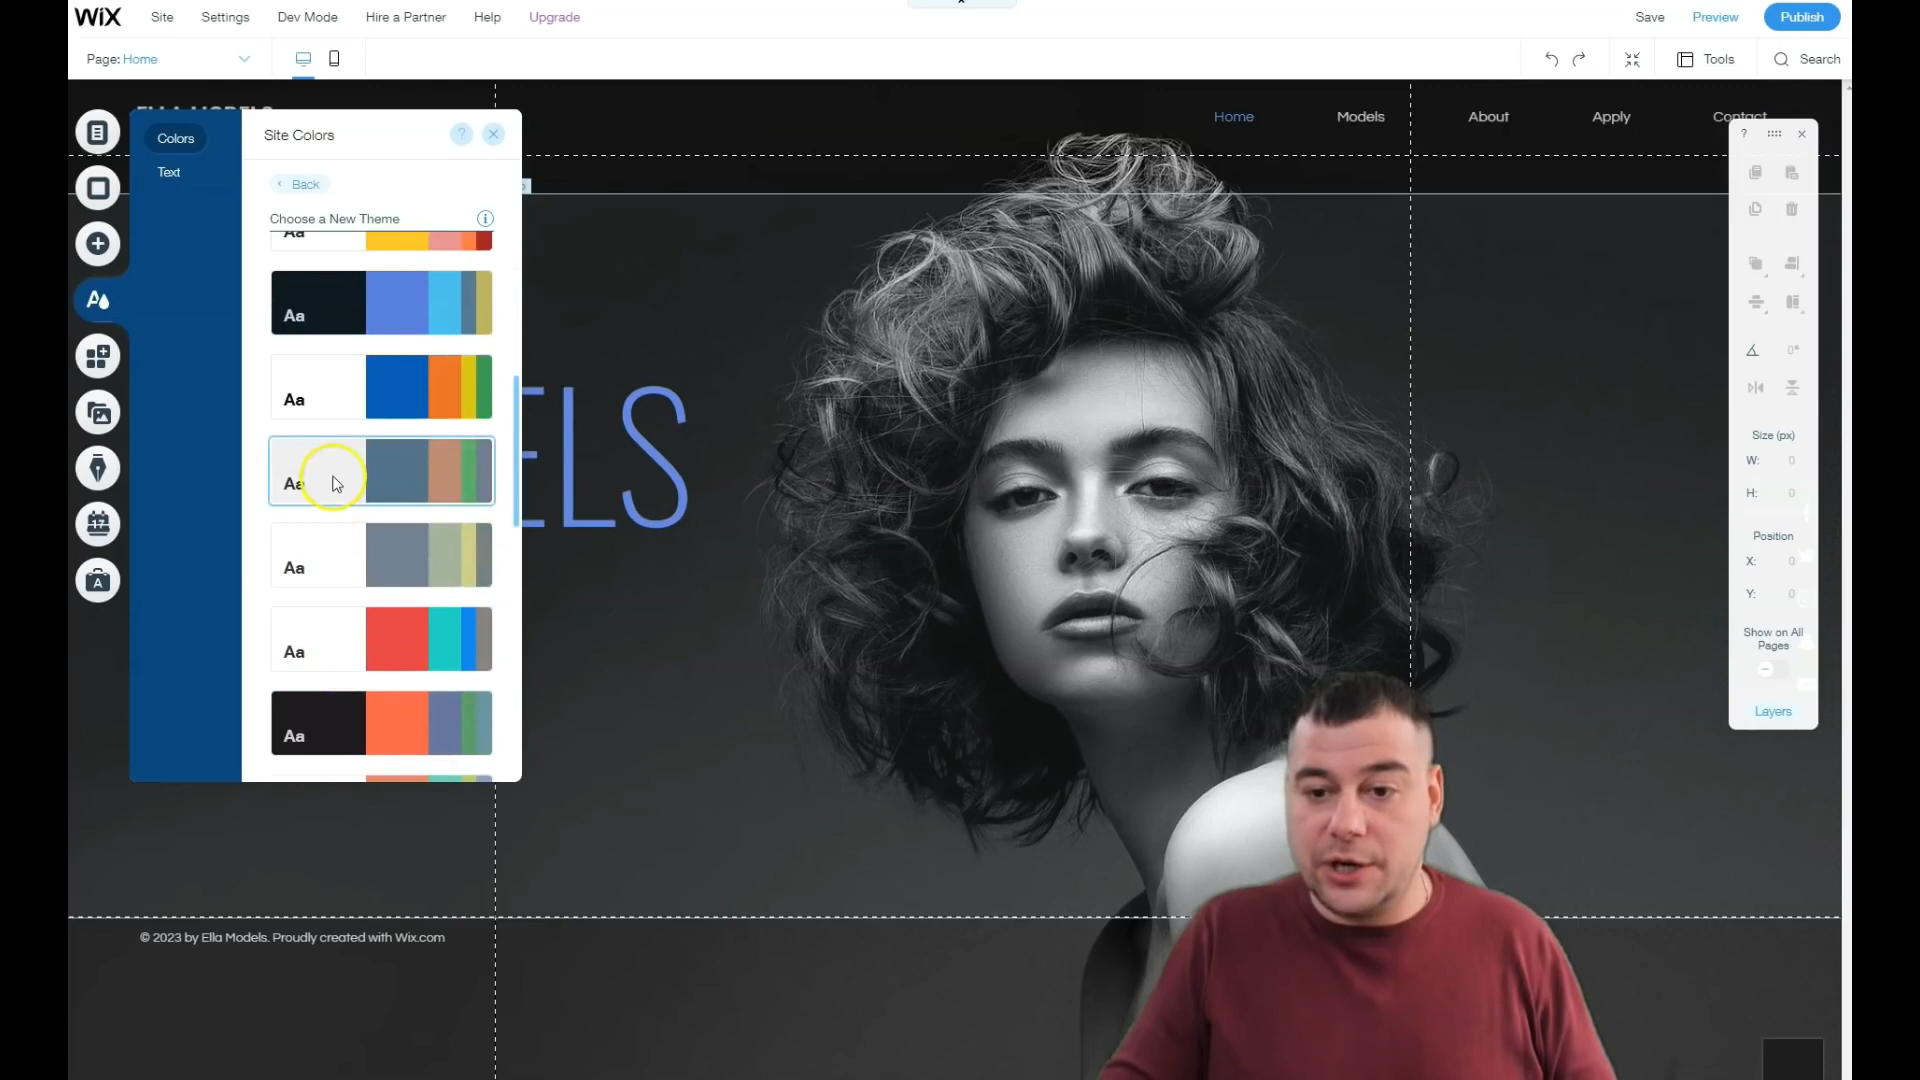 WiX Site Settings Dev Mode Hire a Partner Help Upgrade Save Preview Publish
Page: Home Tools Search
ELLA MODELS
Home Models About Apply Contact
Colors
Text
Site Colors
?
Back
Choose a New Theme
i
Aa
Aa
Aa
Aa
Aa
Aa
Aa
ELS
17
A
A
?
0°
Size (px)
W: 0
H: 0
Position
X: 0
Y: 0
Show on All
Pages
Layers
© 2023 by Ella Models. Proudly created with Wix.com